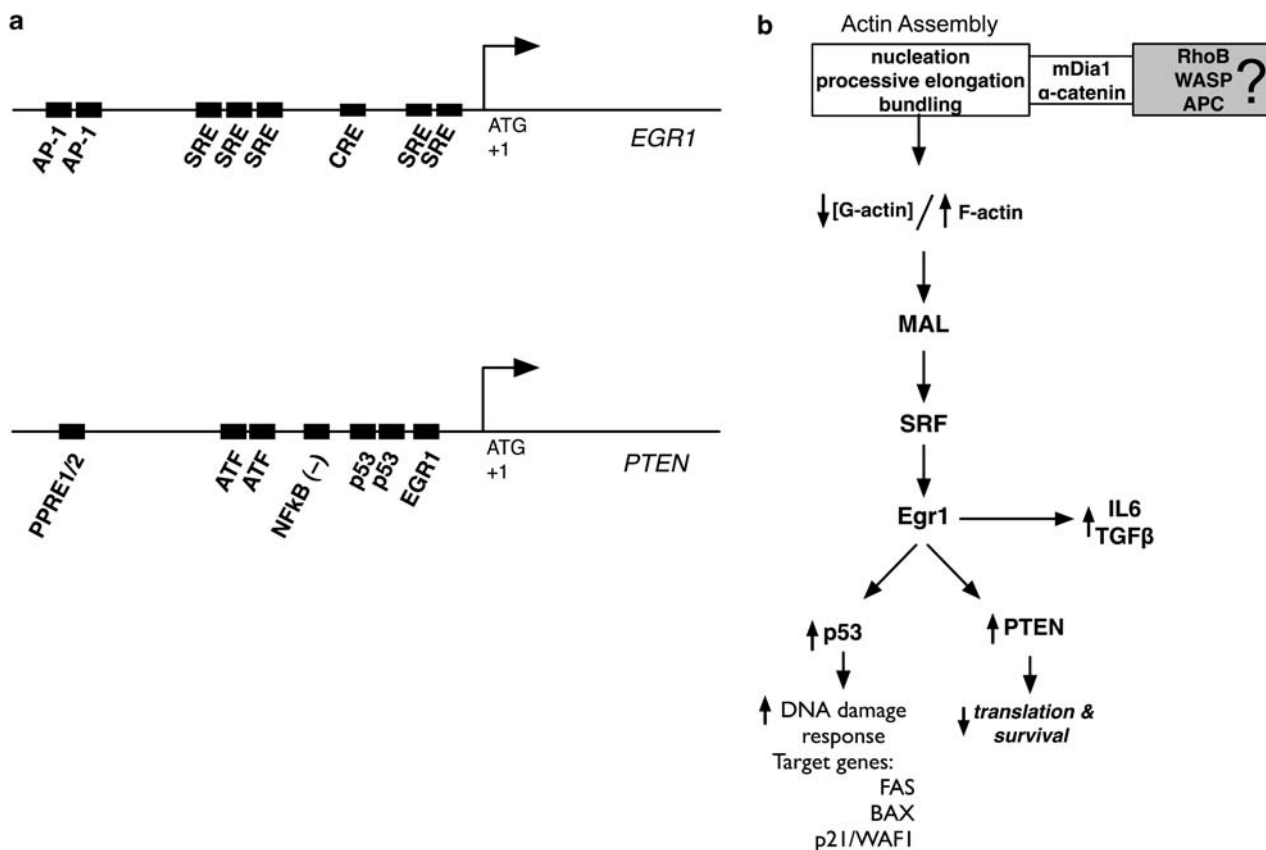 a
AP-1
AP-1
SRE
SRE
SRE
CRE
SRE
SRE
ATG
+1
EGR1
PPRE1/2
ATF
ATF
NFkB (–)
p53
p53
EGR1
ATG
+1
PTEN
b
Actin Assembly
nucleation
processive elongation
bundling
mDia1
α-catenin
RhoB
WASP
APC
?
[G-actin] / F-actin
MAL
SRF
Egr1
IL6
TGFβ
p53
PTEN
DNA damage
response
Target genes:
FAS
BAX
p21/WAF1
translation &
survival